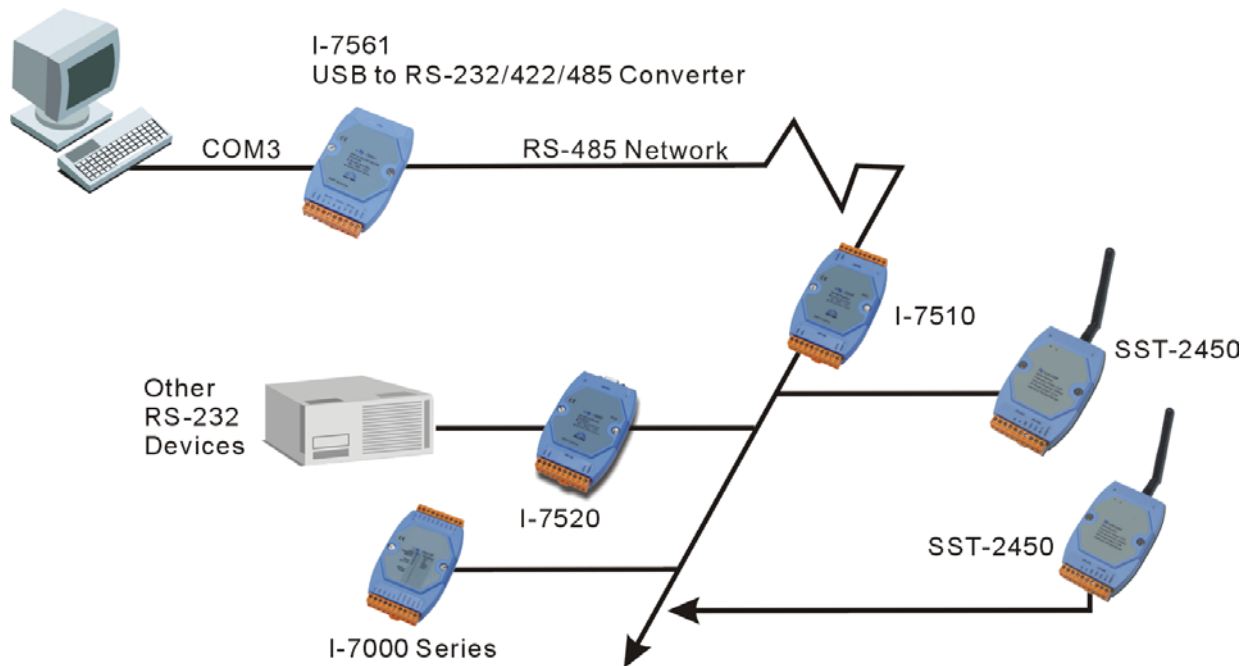 I-7561
USB to RS-232/422/485 Converter
COM3
RS-485 Network
I-7510
SST-2450
Other
RS-232
Devices
I-7520
SST-2450
I-7000 Series